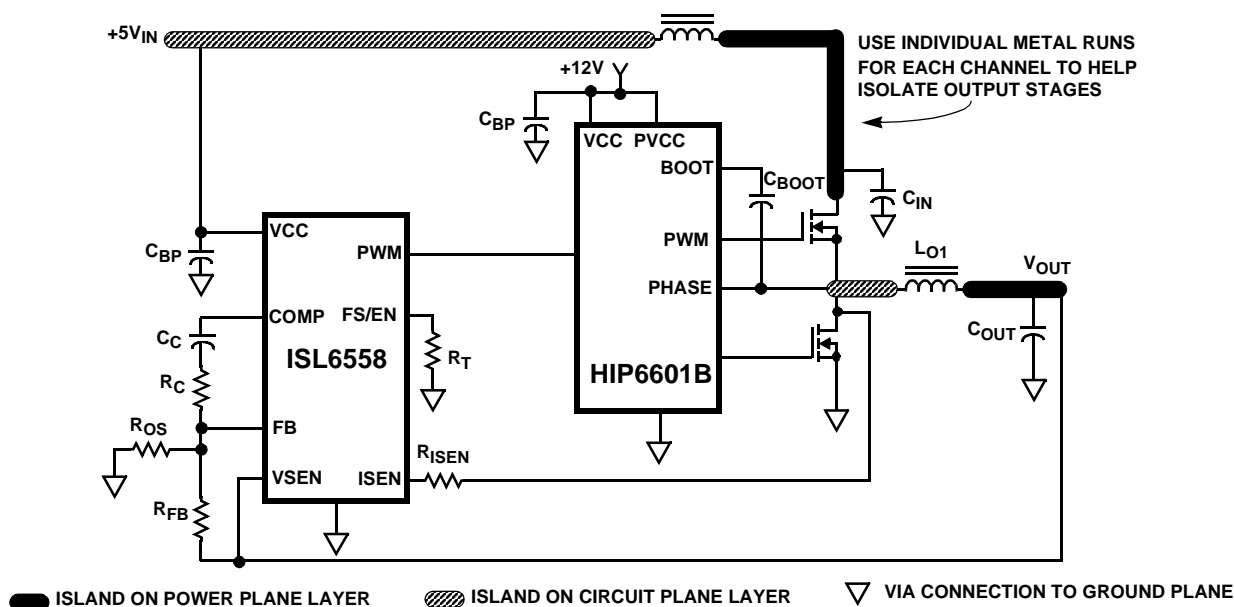 +5VIN
USE INDIVIDUAL METAL RUNS
FOR EACH CHANNEL TO HELP
ISOLATE OUTPUT STAGES
+12V
CBP
VCC PVCC
BOOT
CBOOT
CIN
VCC
CBP
PWM
PWM
LO1
VOUT
PHASE
COMP
FS/EN
CC
RT
COUT
ISL6558
HIP6601B
RC
ROS
FB
RISEN
VSEN
ISEN
RFB
ISLAND ON POWER PLANE LAYER
ISLAND ON CIRCUIT PLANE LAYER
VIA CONNECTION TO GROUND PLANE